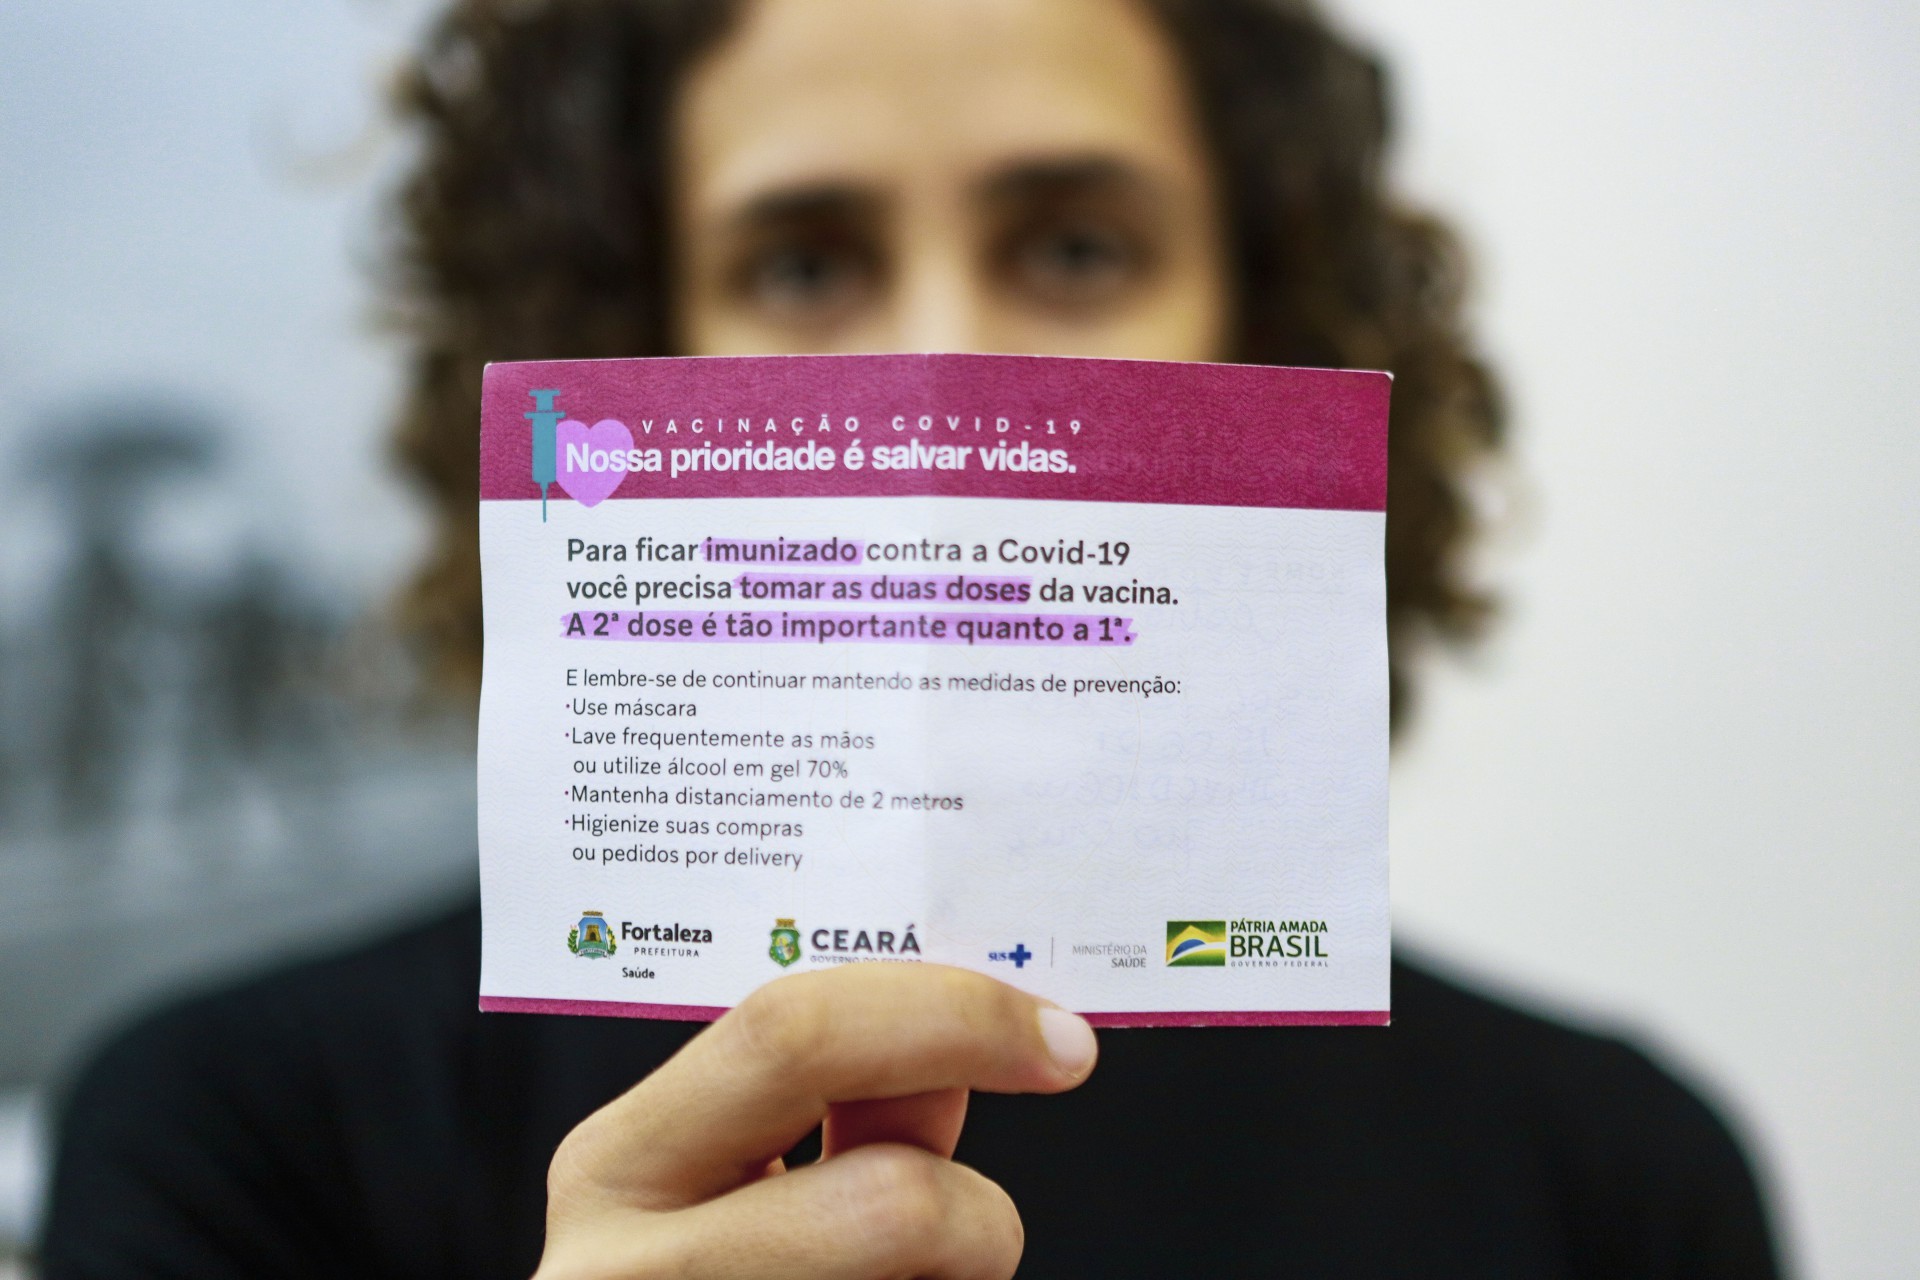 VACINAÇÃO COVID-19
Nossa prioridade é salvar vidas.
Para ficar imunizado contra a Covid-19
você precisa tomar as duas doses da vacina.
A 2ª dose é tão importante quanto a 1ª.
E lembre-se de continuar mantendo as medidas de prevenção:
·Use máscara
·Lave frequentemente as mãos
ou utilize álcool em gel 70%
·Mantenha distanciamento de 2 metros
·Higienize suas compras
ou pedidos por delivery
Fortaleza
PREFEITURA
Saúde
CEARÁ
GOVERNO DO ESTADO
SUS
MINISTÉRIO DA
SAÚDE
PÁTRIA AMADA
BRASIL
GOVERNO FEDERAL